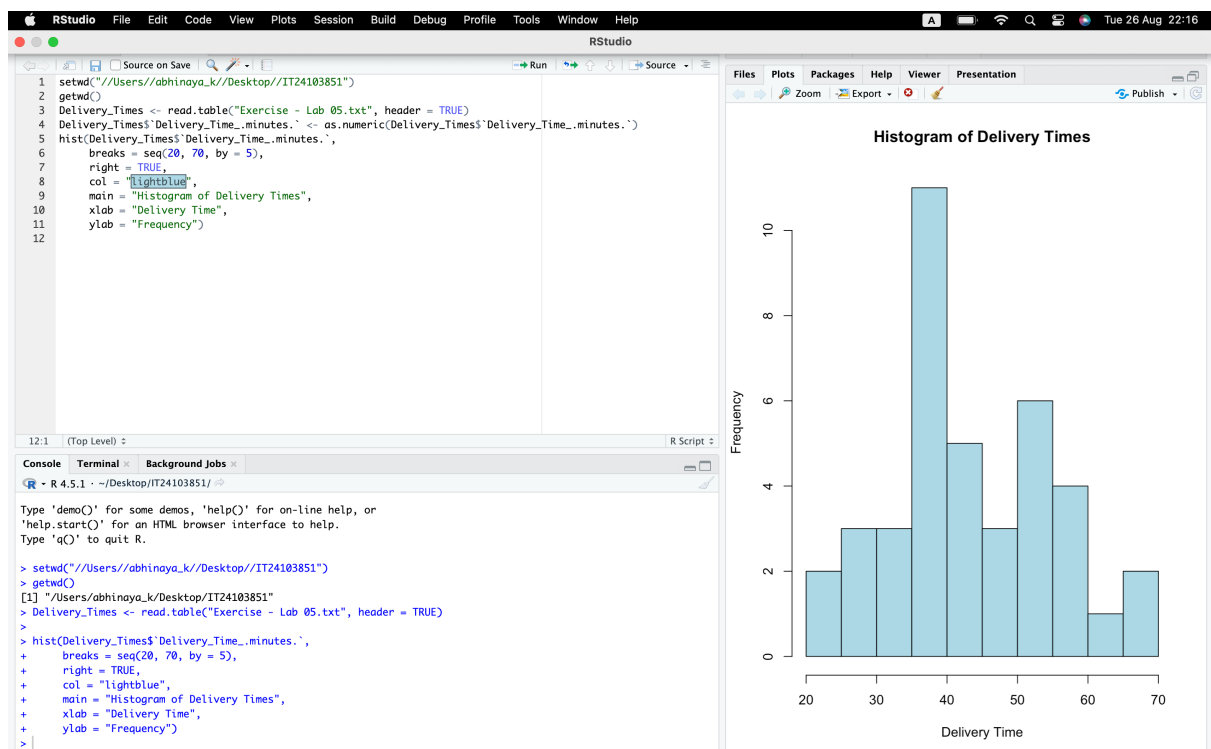 RStudio File Edit Code View Plots Session Build Debug Profile Tools Window Help A Tue 26 Aug 22:16
RStudio
Source on Save Run Source
1 setwd("//Users//abhinaya_k//Desktop//IT24103851")
2 getwd()
3 Delivery_Times <- read.table("Exercise - Lab 05.txt", header = TRUE)
4 Delivery_Times$`Delivery_Time_.minutes.` <- as.numeric(Delivery_Times$`Delivery_Time_.minutes.`)
5 hist(Delivery_Times$`Delivery_Time_.minutes.`,
6 breaks = seq(20, 70, by = 5),
7 right = TRUE,
8 col = "lightblue",
9 main = "Histogram of Delivery Times",
10 xlab = "Delivery Time",
11 ylab = "Frequency")
12
12:1 (Top Level) R Script
Console Terminal Background Jobs
R 4.5.1 · ~/Desktop/IT24103851/
Type 'demo()' for some demos, 'help()' for on-line help, or
'help.start()' for an HTML browser interface to help.
Type 'q()' to quit R.
> setwd("//Users//abhinaya_k//Desktop//IT24103851")
> getwd()
[1] "/Users/abhinaya_k/Desktop/IT24103851"
> Delivery_Times <- read.table("Exercise - Lab 05.txt", header = TRUE)
>
> hist(Delivery_Times$`Delivery_Time_.minutes.`,
+ breaks = seq(20, 70, by = 5),
+ right = TRUE,
+ col = "lightblue",
+ main = "Histogram of Delivery Times",
+ xlab = "Delivery Time",
+ ylab = "Frequency")
>
Files Plots Packages Help Viewer Presentation
Zoom Export Publish
Histogram of Delivery Times
Frequency
10
8
6
4
2
0
20 30 40 50 60 70
Delivery Time